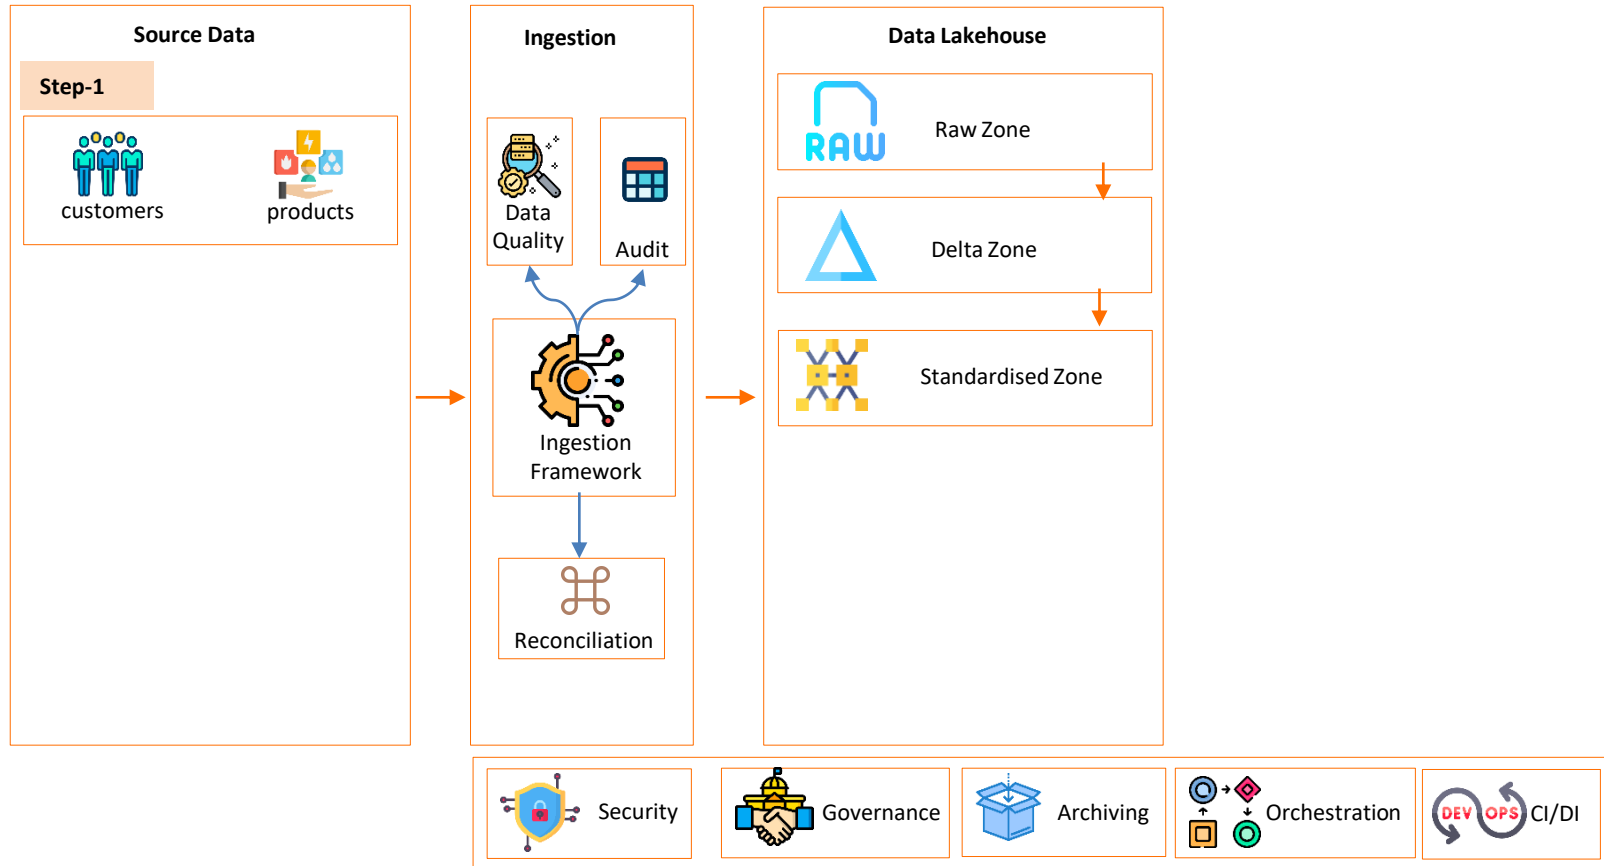 Source Data
Step-1
customers
products
Ingestion
Data
Quality
Audit
Ingestion
Framework
Reconciliation
Data Lakehouse
RAW
Raw Zone
Delta Zone
Standardised Zone
Security
Governance
Archiving
Orchestration
DEV OPS
CI/DI